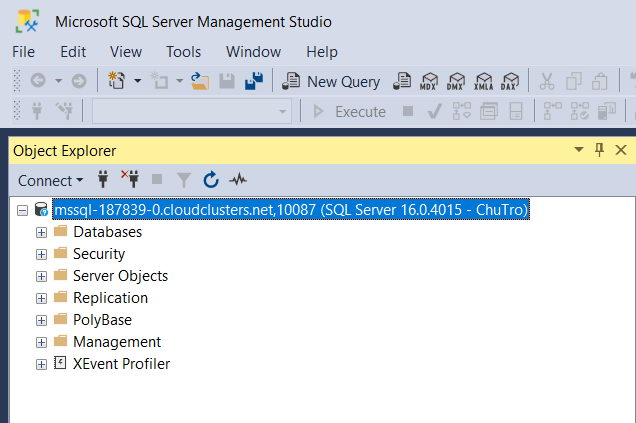 Microsoft SQL Server Management Studio
File Edit View Tools Window Help
New Query MDX DMX XMLA DAX
Execute
Object Explorer
Connect
mssql-187839-0.cloudclusters.net,10087 (SQL Server 16.0.4015 - ChuTro)
Databases
Security
Server Objects
Replication
PolyBase
Management
XEvent Profiler